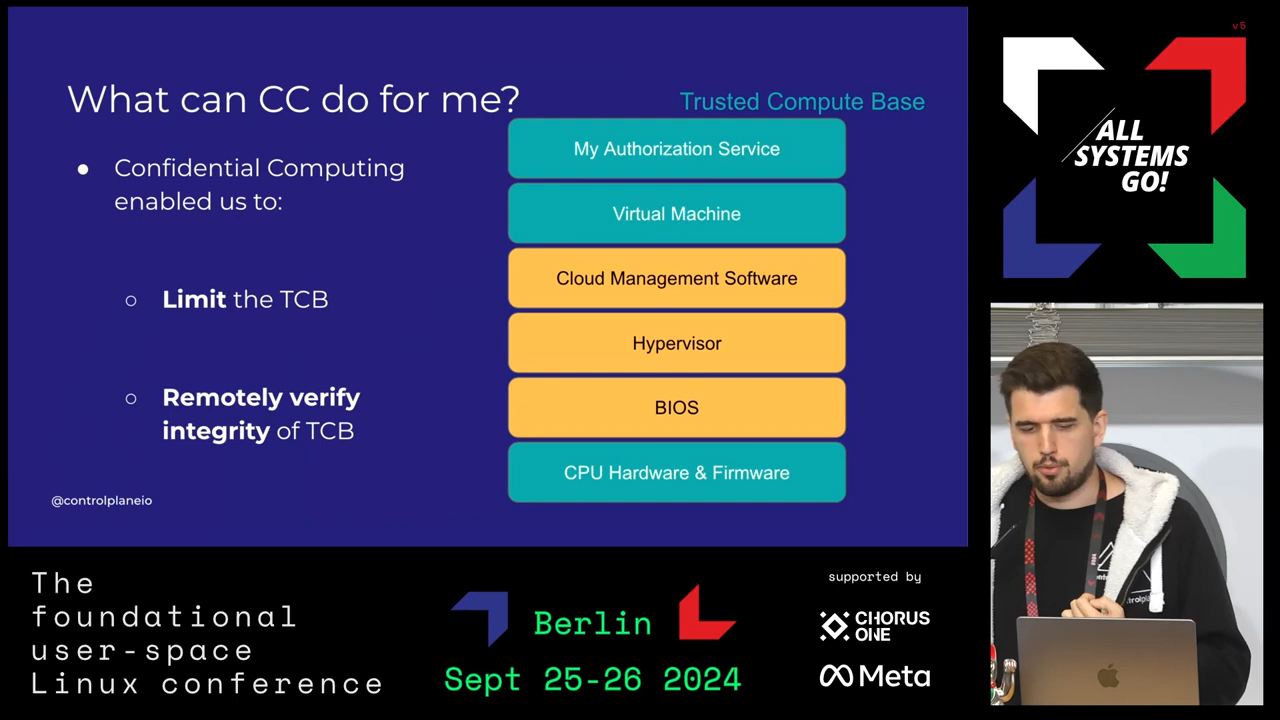 What can CC do for me?
● Confidential Computing
enabled us to:
○ Limit the TCB
○ Remotely verify
integrity of TCB
@controlplaneio
Trusted Compute Base
My Authorization Service
Virtual Machine
Cloud Management Software
Hypervisor
BIOS
CPU Hardware & Firmware
v5
ALL
SYSTEMS
GO!
The
foundational
user-space
Linux conference
Berlin
Sept 25-26 2024
supported by
CHORUS
ONE
Meta